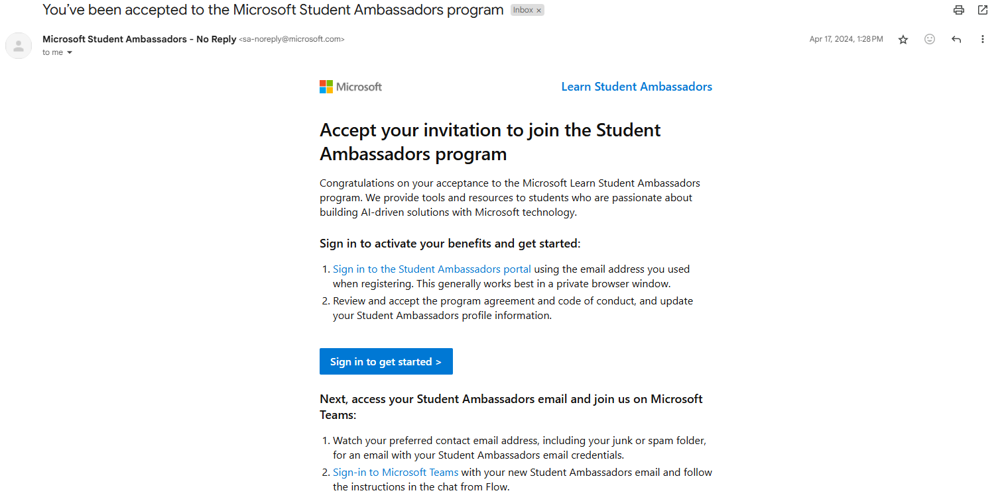 You’ve been accepted to the Microsoft Student Ambassadors program Inbox ×
Microsoft Student Ambassadors - No Reply <sa-noreply@microsoft.com> Apr 17, 2024, 1:28 PM
to me
Microsoft Learn Student Ambassadors
Accept your invitation to join the Student
Ambassadors program
Congratulations on your acceptance to the Microsoft Learn Student Ambassadors
program. We provide tools and resources to students who are passionate about
building AI-driven solutions with Microsoft technology.
Sign in to activate your benefits and get started:
1. Sign in to the Student Ambassadors portal using the email address you used
when registering. This generally works best in a private browser window.
2. Review and accept the program agreement and code of conduct, and update
your Student Ambassadors profile information.
Sign in to get started >
Next, access your Student Ambassadors email and join us on Microsoft
Teams:
1. Watch your preferred contact email address, including your junk or spam folder,
for an email with your Student Ambassadors email credentials.
2. Sign-in to Microsoft Teams with your new Student Ambassadors email and follow
the instructions in the chat from Flow.